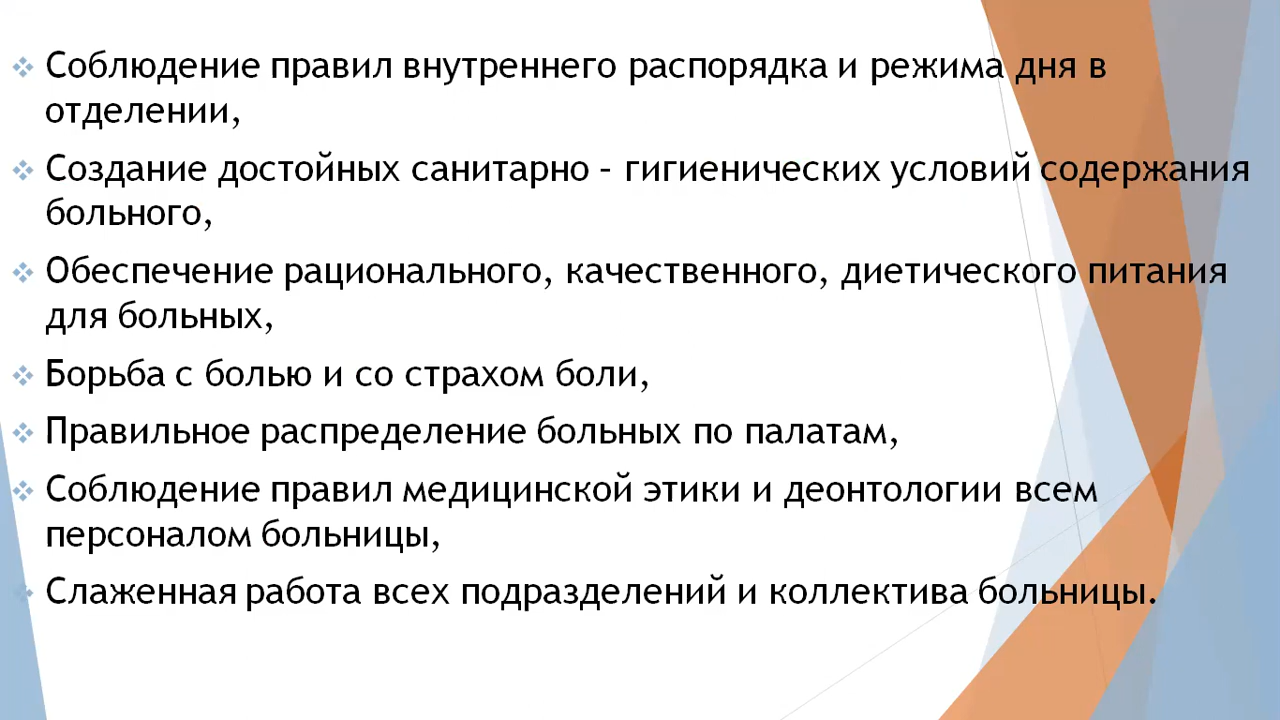 Соблюдение правил внутреннего распорядка и режима дня в
отделении,
Создание достойных санитарно - гигиенических условий содержания
больного,
Обеспечение рационального, качественного, диетического питания
для больных,
Борьба с болью и со страхом боли,
Правильное распределение больных по палатам,
Соблюдение правил медицинской этики и деонтологии всем
персоналом больницы,
Слаженная работа всех подразделений и коллектива больницы.